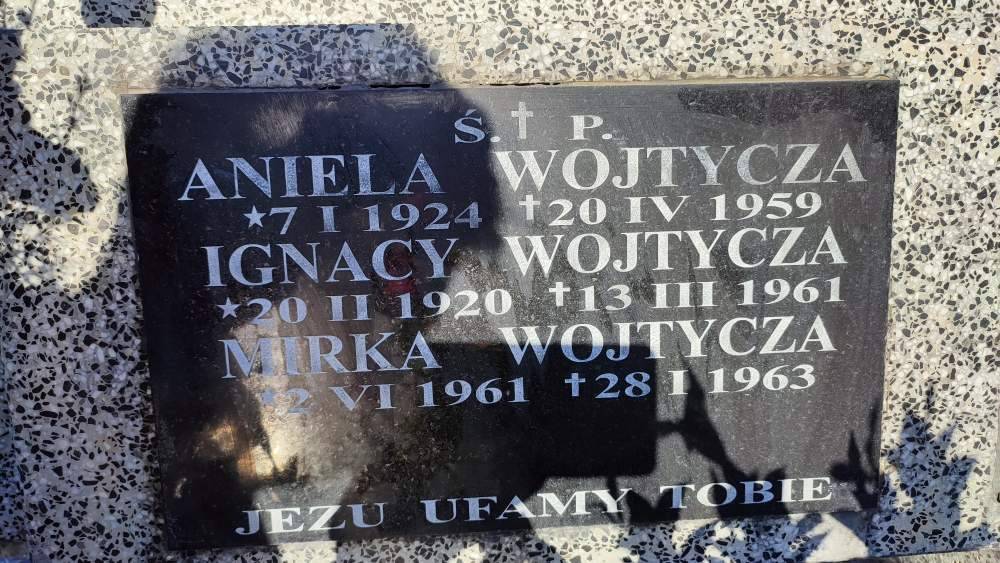 Ś. † P.
ANIELA WOJTYCZA
★7 I 1924 †20 IV 1959
IGNACY WOJTYCZA
★20 II 1920 †13 III 1961
MIRKA WOJTYCZA
★2 VI 1961 †28 I 1963
JEZU UFAMY TOBIE